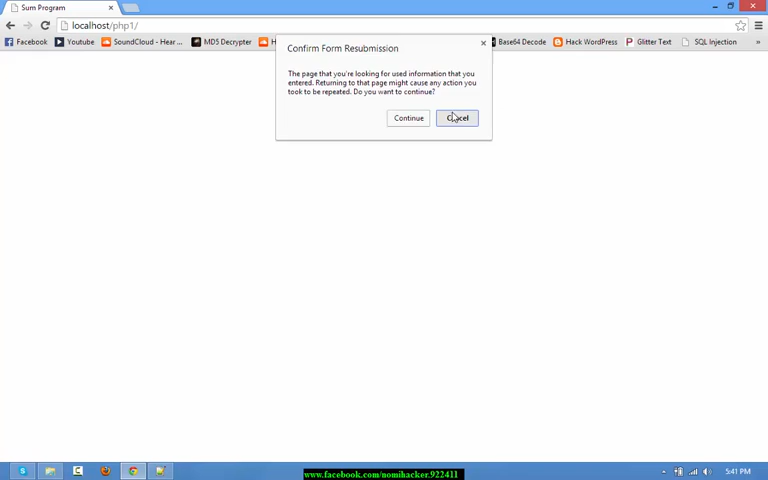 Sum Program
localhost/php1/
Facebook
Youtube
SoundCloud - Hear ...
MD5 Decrypter
Base64 Decode
Hack WordPress
Glitter Text
SQL Injection
Confirm Form Resubmission
The page that you're looking for used information that you
entered. Returning to that page might cause any action you
took to be repeated. Do you want to continue?
Continue
Cancel
www.facebook.com/nomihacker.922411
5:41 PM